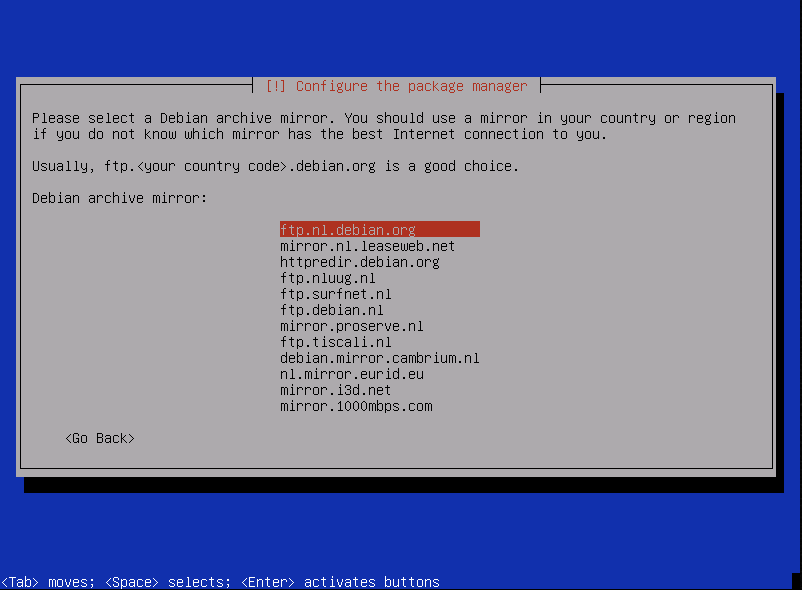 [!] Configure the package manager
Please select a Debian archive mirror. You should use a mirror in your country or region
if you do not know which mirror has the best Internet connection to you.
Usually, ftp.<your country code>.debian.org is a good choice.
Debian archive mirror:
ftp.nl.debian.org
mirror.nl.leaseweb.net
httpredir.debian.org
ftp.nluug.nl
ftp.surfnet.nl
ftp.debian.nl
mirror.proserve.nl
ftp.tiscali.nl
debian.mirror.cambrium.nl
nl.mirror.eurid.eu
mirror.i3d.net
mirror.1000mbps.com
<Go Back>
<Tab> moves; <Space> selects; <Enter> activates buttons